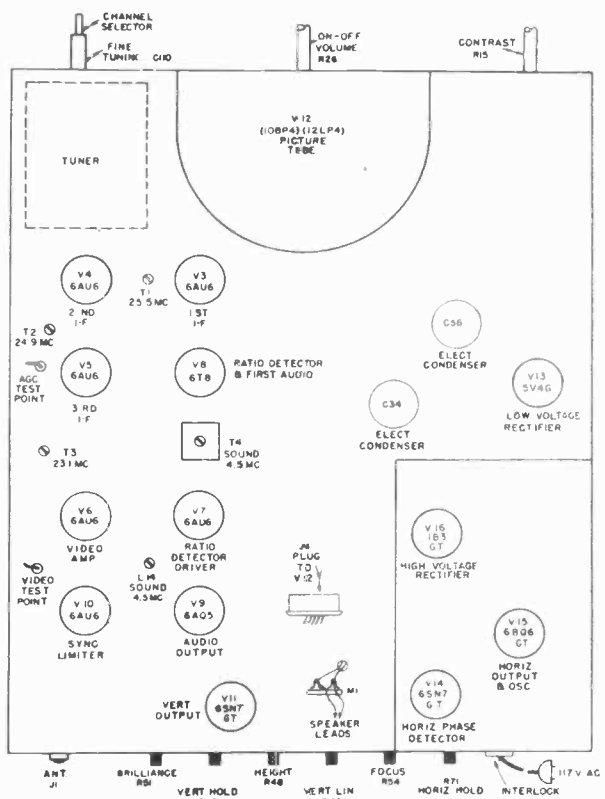 CHANNEL
SELECTOR
FINE
TUNING C110
ON-OFF
VOLUME
R26
CONTRAST
R15
TUNER
V12
(10BP4)(12LP4)
PICTURE
TUBE
V4
6AU6
2 ND
I-F
T1
25.5 MC
V3
6AU6
1 ST
I-F
T2
24.9 MC
AGC
TEST
POINT
V5
6AU6
3 RD
I-F
V8
6T8
RATIO DETECTOR
& FIRST AUDIO
C56
ELECT
CONDENSER
C34
ELECT
CONDENSER
V13
5V4G
LOW VOLTAGE
RECTIFIER
T3
23.1 MC
T4
SOUND
4.5 MC
V6
6AU6
VIDEO
AMP
V7
6AU6
RATIO
DETECTOR
DRIVER
J4
PLUG
TO
V12
V16
1B3
GT
HIGH VOLTAGE
RECTIFIER
VIDEO
TEST
POINT
L14
SOUND
4.5MC
V10
6AU6
SYNC
LIMITER
V9
6AQ5
AUDIO
OUTPUT
V15
6BQ6
GT
HORIZ
OUTPUT
& OSC
VERT
OUTPUT
V11
6SN7
GT
M1
SPEAKER
LEADS
V14
6SN7
GT
HORIZ PHASE
DETECTOR
ANT.
J1
BRILLIANCE
R51
VERT HOLD
HEIGHT
R48
VERT LIN
FOCUS
R54
R71
HORIZ HOLD
INTERLOCK
117 V AC